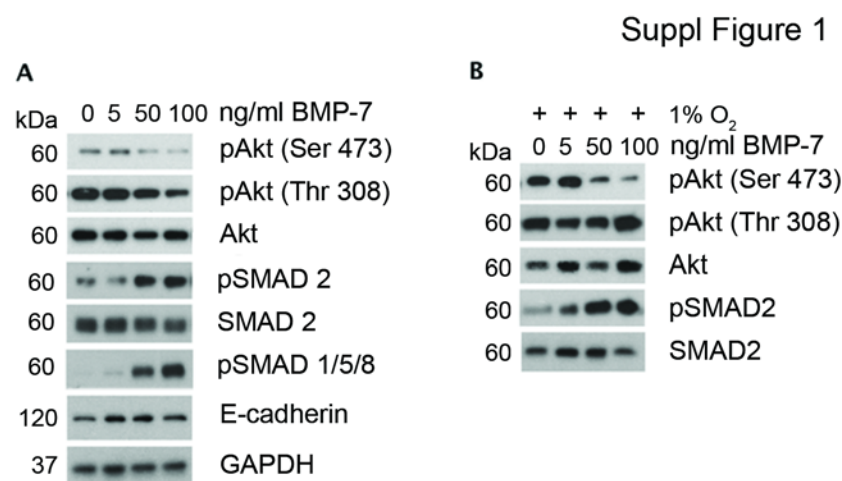 Suppl Figure 1
A
kDa 0 5 50 100 ng/ml BMP-7
60 pAkt (Ser 473)
60 pAkt (Thr 308)
60 Akt
60 pSMAD 2
60 SMAD 2
60 pSMAD 1/5/8
120 E-cadherin
37 GAPDH
B
+ + + + 1% O₂
kDa 0 5 50 100 ng/ml BMP-7
60 pAkt (Ser 473)
60 pAkt (Thr 308)
60 Akt
60 pSMAD2
60 SMAD2